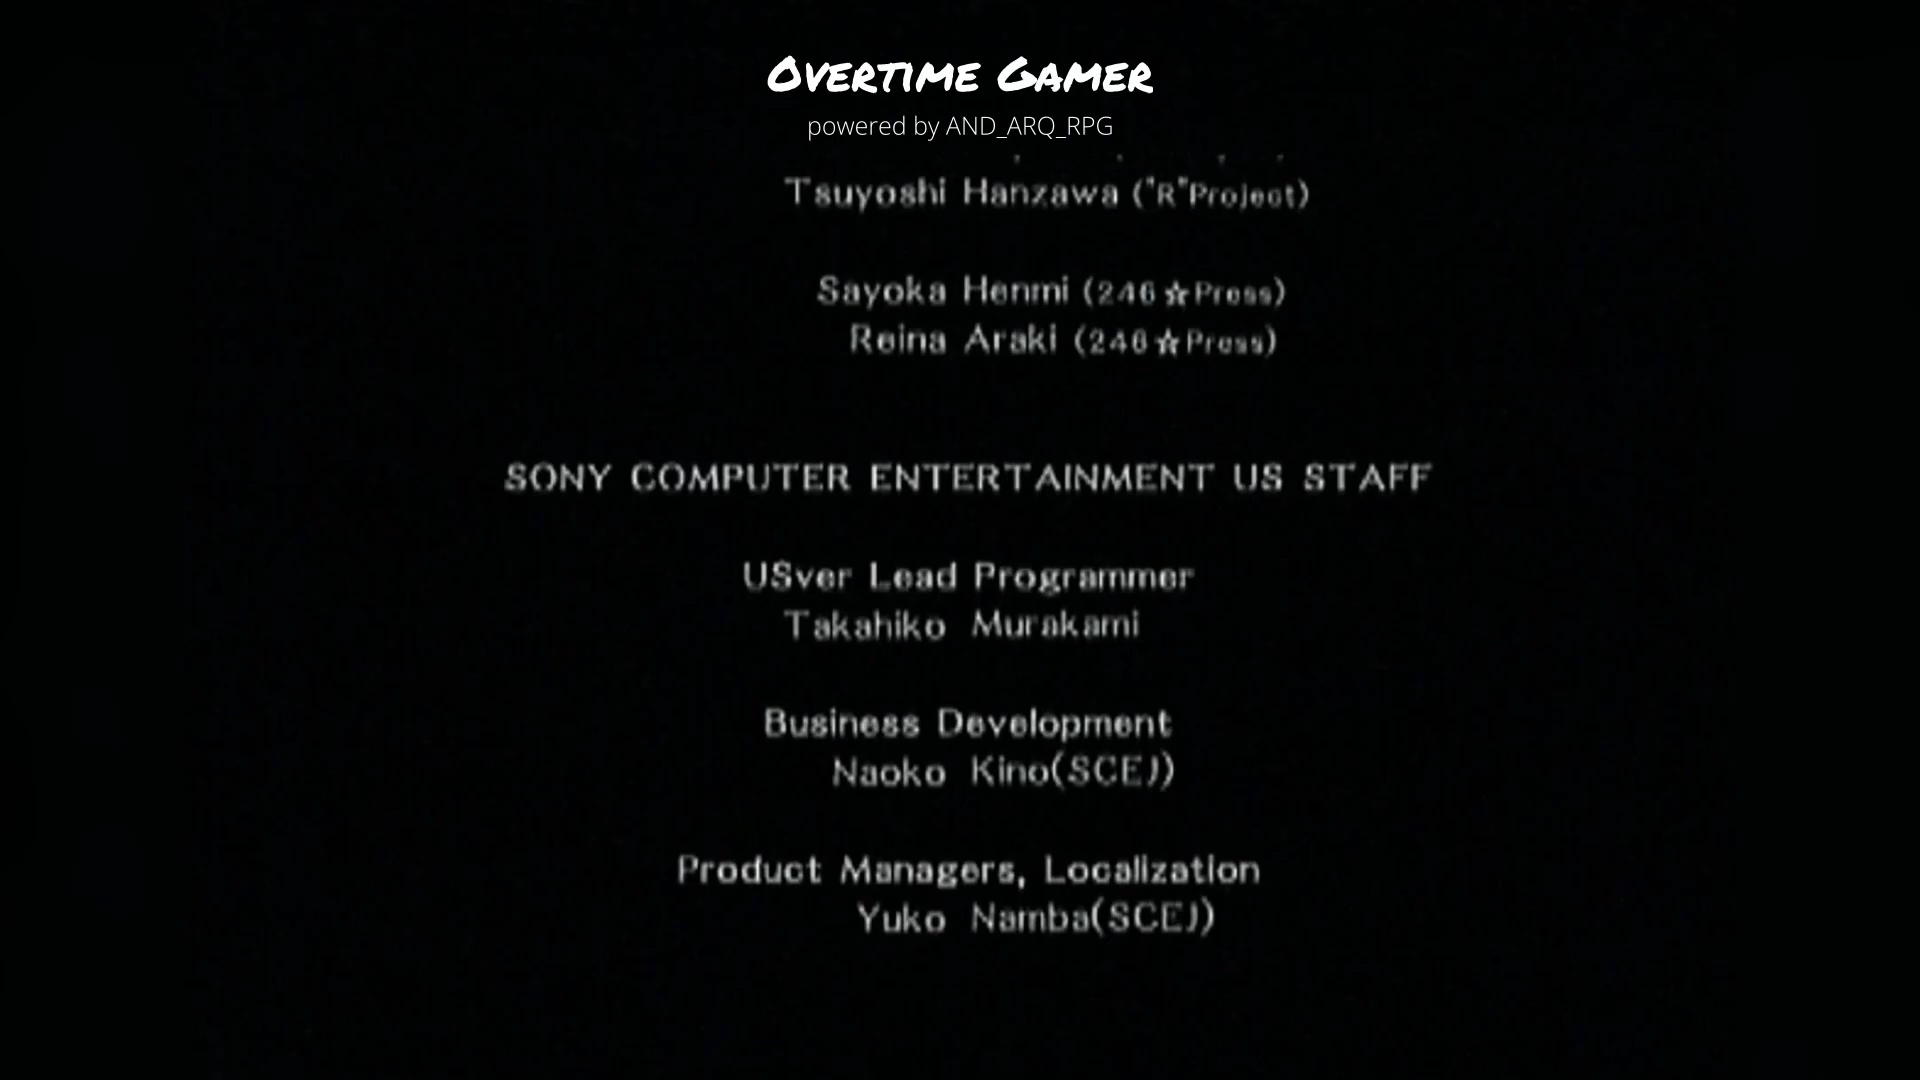 OVERTIME GAMER
powered by AND_ARQ_RPG
Tsuyoshi Hanzawa ("R"Project)
Sayoka Henmi (246☆Press)
Reina Araki (246☆Press)
SONY COMPUTER ENTERTAINMENT US STAFF
USver Lead Programmer
Takahiko Murakami
Business Development
Naoko Kino(SCEJ)
Product Managers, Localization
Yuko Namba(SCEJ)